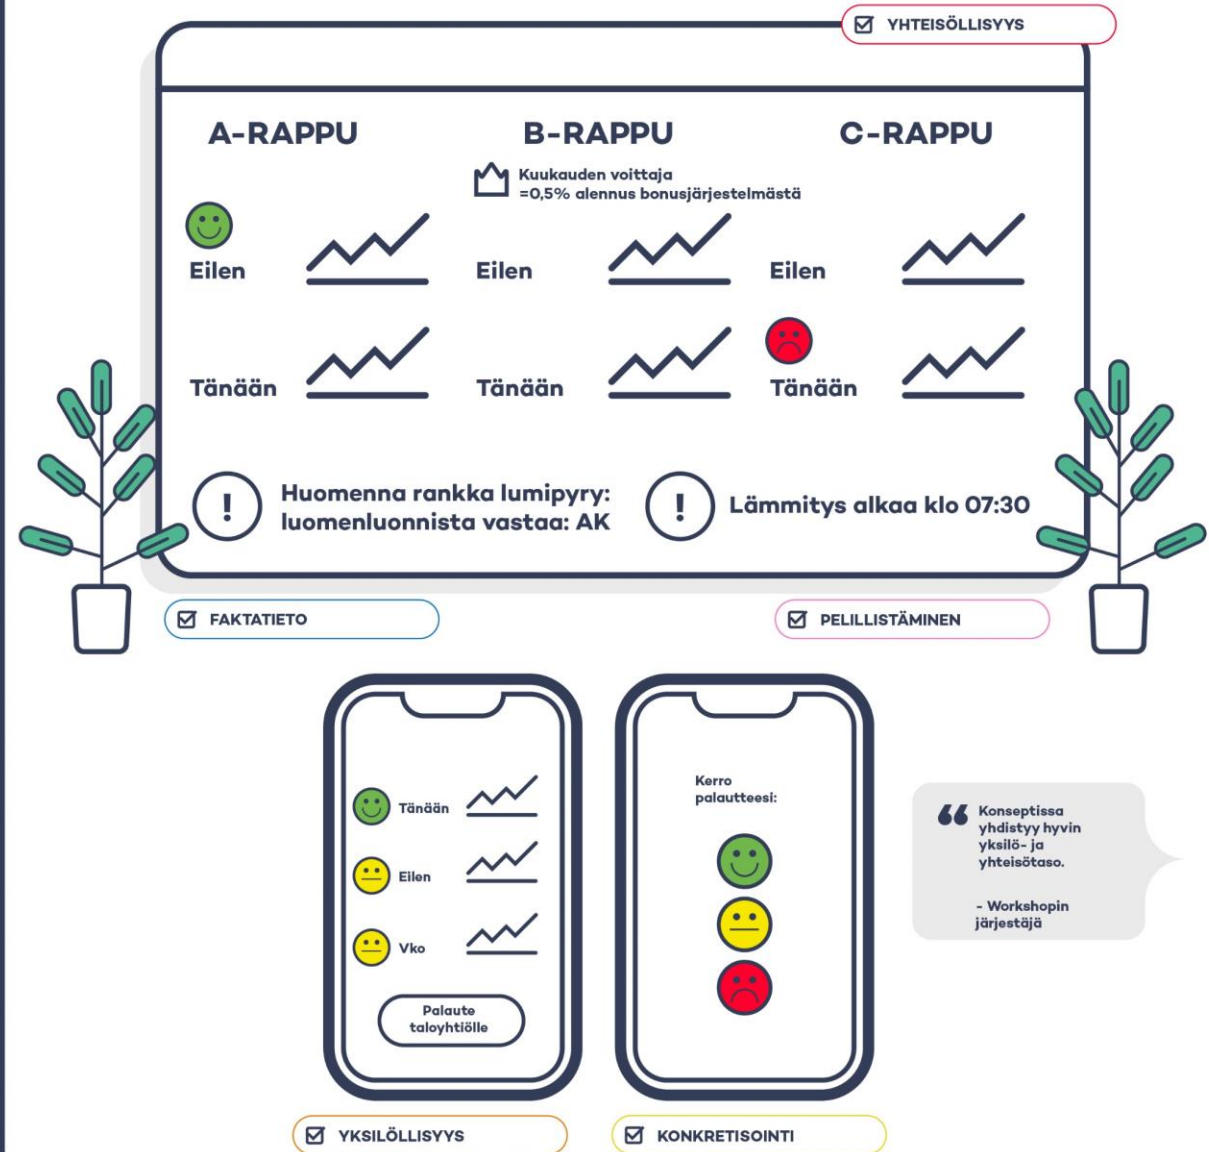 YHTEISÖLLISYYS
A-RAPPU
B-RAPPU
C-RAPPU
Kuukauden voittaja
=0,5% alennus bonusjärjestelmästä
Eilen
Eilen
Eilen
Tänään
Tänään
Tänään
! Huomenna rankka lumipyry:
luomenluonnista vastaa: AK
! Lämmitys alkaa klo 07:30
FAKTATIETO
PELILLISTÄMINEN
Tänään
Eilen
Vko
Palaute
taloyhtiölle
Kerro
palautteesi:
“ Konseptissa
yhdistyy hyvin
yksilö- ja
yhteisötaso.
- Workshopin
järjestäjä
YKSILÖLLISYYS
KONKRETISOINTI